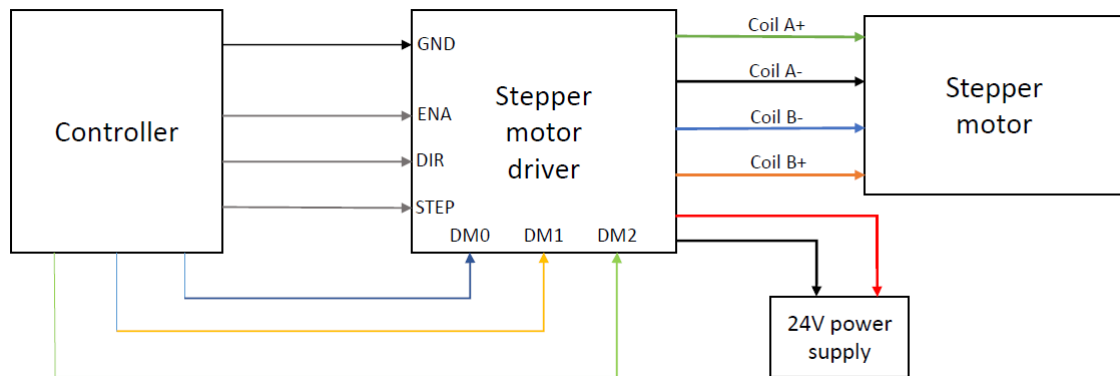 Controller
GND
ENA
DIR
STEP
Stepper
motor
driver
DM0 DM1 DM2
Coil A+
Coil A-
Coil B-
Coil B+
Stepper
motor
24V power
supply